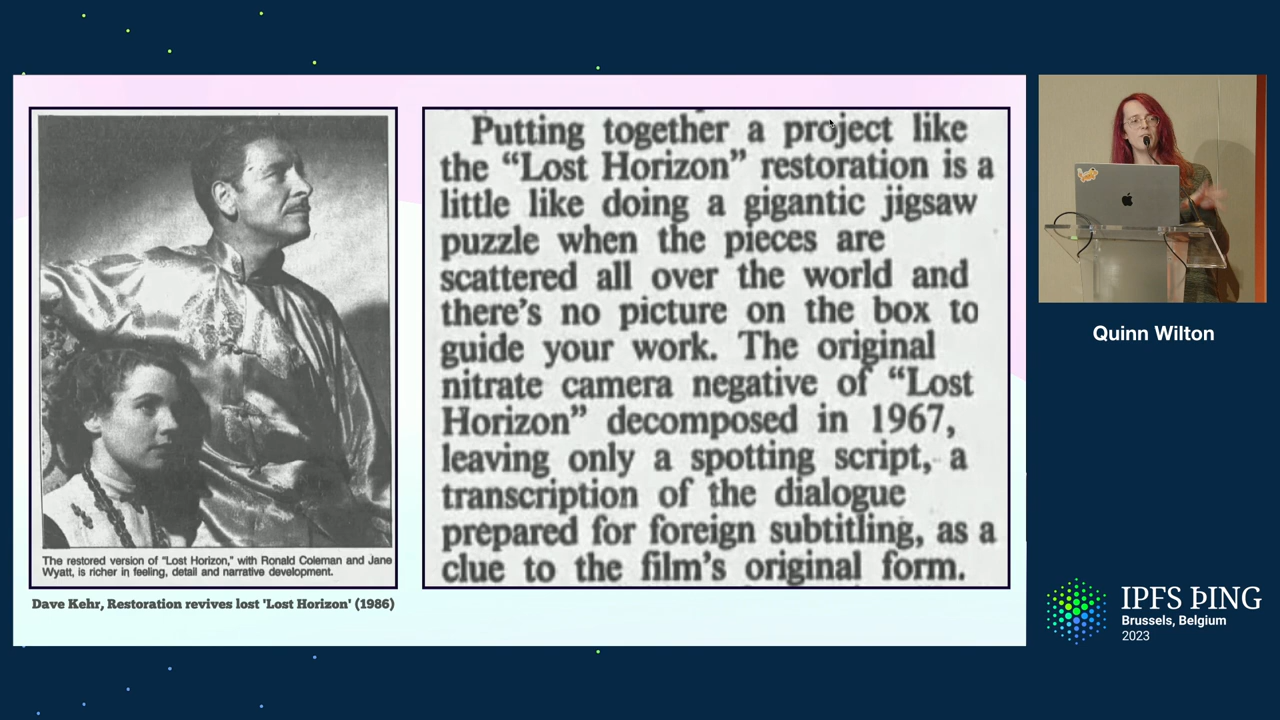 The restored version of “Lost Horizon,” with Ronald Coleman and Jane
Wyatt, is richer in feeling, detail and narrative development.
Dave Kehr, Restoration revives lost 'Lost Horizon' (1986)
Putting together a project like
the “Lost Horizon” restoration is a
little like doing a gigantic jigsaw
puzzle when the pieces are
scattered all over the world and
there’s no picture on the box to
guide your work. The original
nitrate camera negative of “Lost
Horizon” decomposed in 1967,
leaving only a spotting script, a
transcription of the dialogue
prepared for foreign subtitling, as a
clue to the film’s original form.
Quinn Wilton
IPFS ÞING
Brussels, Belgium
2023